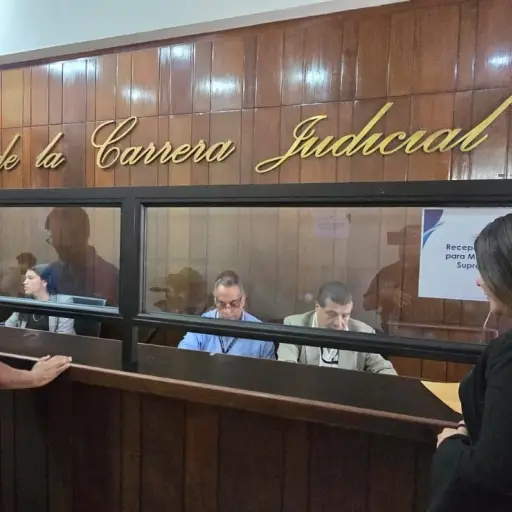 de la Carrera Judicial
Recep
para M
Supr